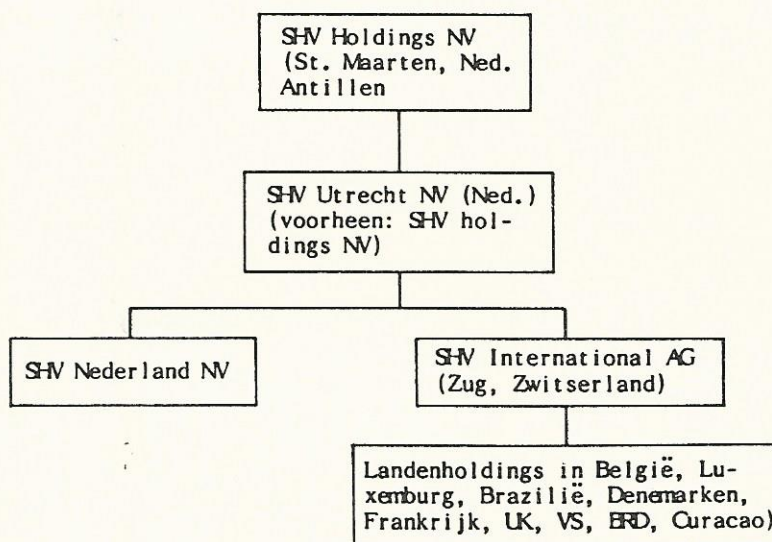 SHV Holdings NV
(St. Maarten, Ned.
Antillen
SHV Utrecht NV (Ned.)
(voorheen: SHV hol-
dings NV)
SHV Nederland NV
SHV International AG
(Zug, Zwitserland)
Landenholdings in België, Lu-
xemburg, Brazilië, Denemarken,
Frankrijk, UK, VS, BRD, Curacao)